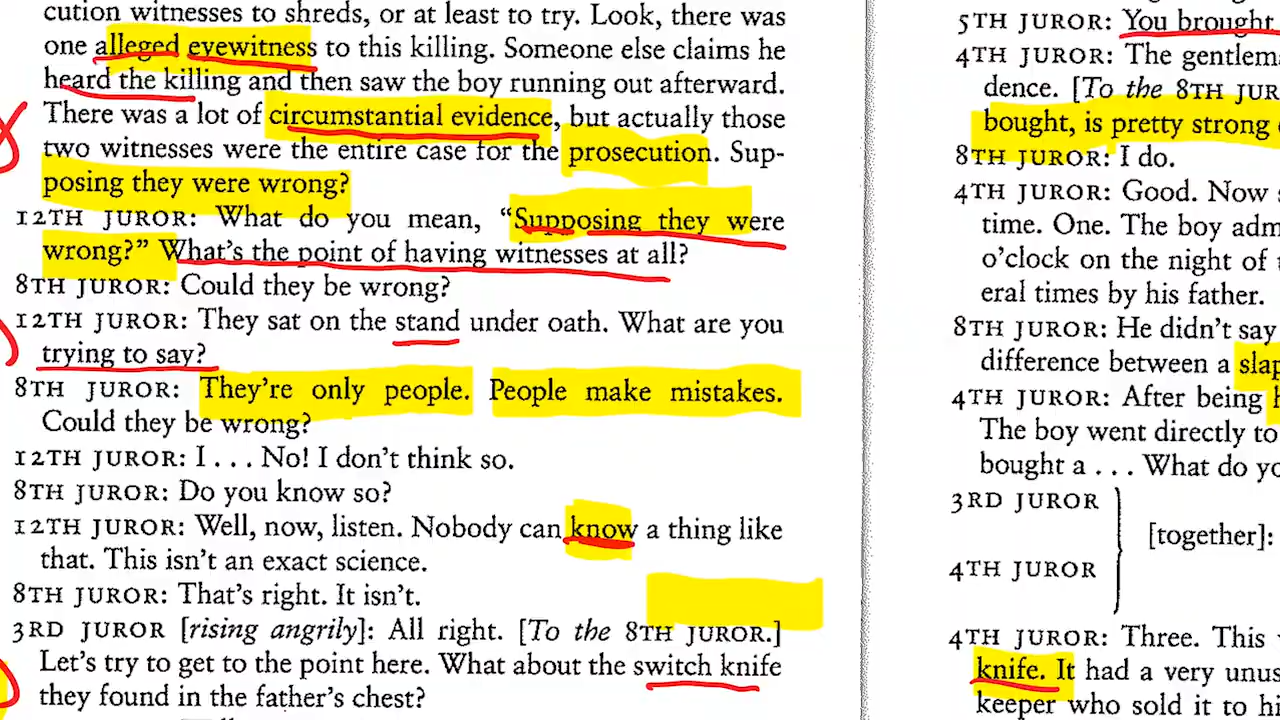 cution witnesses to shreds, or at least to try. Look, there was
one alleged eyewitness to this killing. Someone else claims he
heard the killing and then saw the boy running out afterward.
There was a lot of circumstantial evidence, but actually those
two witnesses were the entire case for the prosecution. Sup-
posing they were wrong?
12TH JUROR: What do you mean, “Supposing they were
wrong?” What's the point of having witnesses at all?
8TH JUROR: Could they be wrong?
12TH JUROR: They sat on the stand under oath. What are you
trying to say?
8TH JUROR: They're only people. People make mistakes.
Could they be wrong?
12TH JUROR: I . . . No! I don't think so.
8TH JUROR: Do you know so?
12TH JUROR: Well, now, listen. Nobody can know a thing like
that. This isn't an exact science.
8TH JUROR: That's right. It isn't.
3RD JUROR [rising angrily]: All right. [To the 8TH JUROR.]
Let's try to get to the point here. What about the switch knife
they found in the father's chest?
5TH JUROR: You brought
4TH JUROR: The gentlem
dence. [To the 8TH JUR
bought, is pretty strong
8TH JUROR: I do.
4TH JUROR: Good. Now
time. One. The boy adm
o'clock on the night of
eral times by his father.
8TH JUROR: He didn't say
difference between a slap
4TH JUROR: After being
The boy went directly to
bought a . . . What do yo
3RD JUROR
[together]:
4TH JUROR
4TH JUROR: Three. This
knife. It had a very unus
keeper who sold it to hi